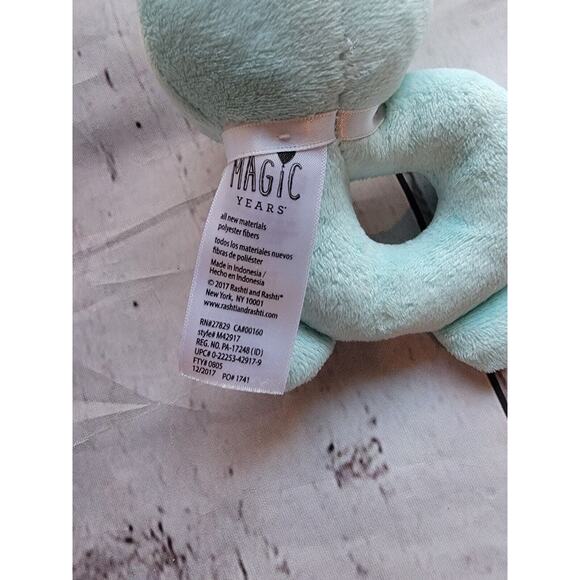 MAGIC
YEARS
all new materials
polyester fibers
todos los materiales nuevos
fibras de poliéster
Made in Indonesia /
Hecho en Indonesia
© 2017 Rashti and Rashti®
New York, NY 10001
www.rashtiandrashti.com
RN#27829 CA#00160
style# M42917
REG. NO. PA-17248 (ID)
UPC# 0-22253-42917-9
FTY# 0805
12/2017 PO# 1741